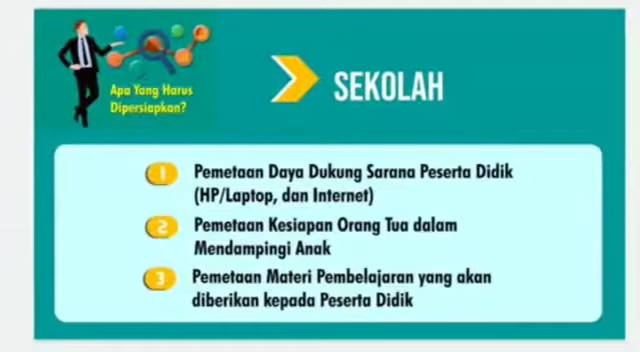 Apa Yang Harus
Dipersiapkan?
SEKOLAH
1 Pemetaan Daya Dukung Sarana Peserta Didik
(HP/Laptop, dan Internet)
2 Pemetaan Kesiapan Orang Tua dalam
Mendampingi Anak
3 Pemetaan Materi Pembelajaran yang akan
diberikan kepada Peserta Didik